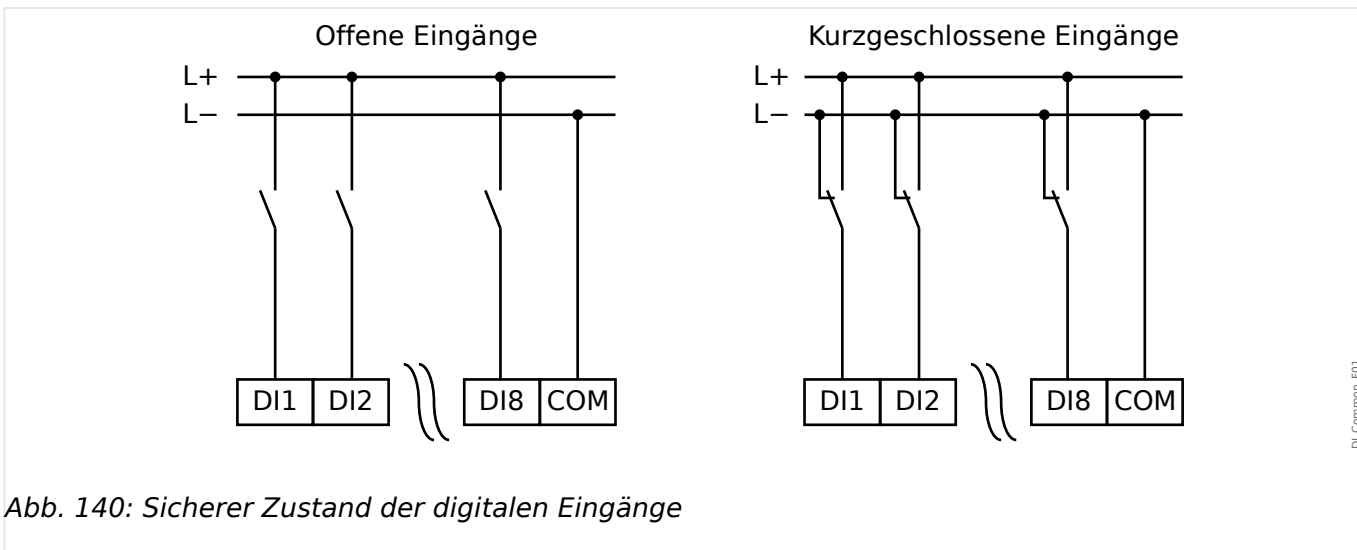 Offene Eingänge
Kurzgeschlossene Eingänge
L+
L−
L+
L−
DI1 DI2 DI8 COM
DI1 DI2 DI8 COM
DI_Common_E01
Abb. 140: Sicherer Zustand der digitalen Eingänge